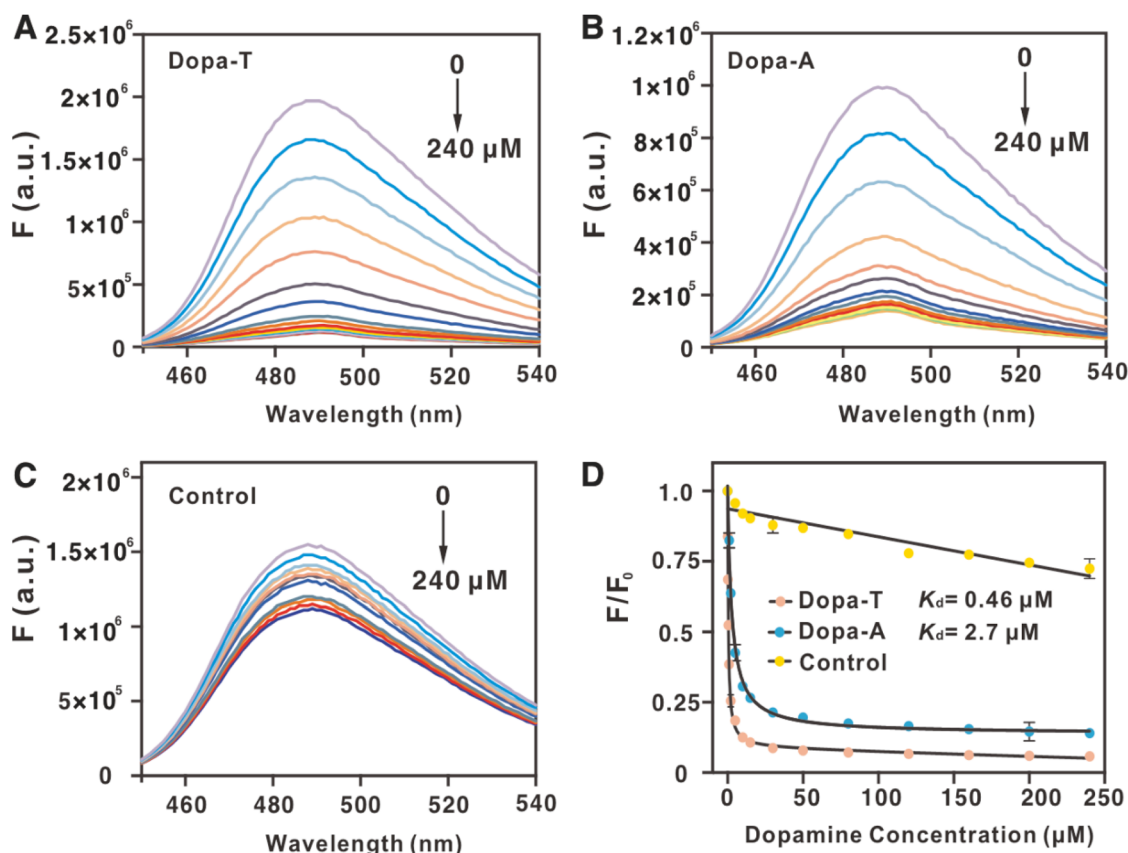 A
2.5×10⁶
2×10⁶
1.5×10⁶
1×10⁶
5×10⁵
0
F (a.u.)
Dopa-T
0
240 µM
460 480 500 520 540
Wavelength (nm)
B
1.2×10⁶
1×10⁶
8×10⁵
6×10⁵
4×10⁵
2×10⁵
0
F (a.u.)
Dopa-A
0
240 µM
460 480 500 520 540
Wavelength (nm)
C
2×10⁶
1.5×10⁶
1×10⁶
5×10⁵
0
F (a.u.)
Control
0
240 µM
460 480 500 520 540
Wavelength (nm)
D
1.0
0.75
0.5
0.25
0
F/F₀
Dopa-T Kd= 0.46 µM
Dopa-A Kd= 2.7 µM
Control
0 50 100 150 200 250
Dopamine Concentration (µM)